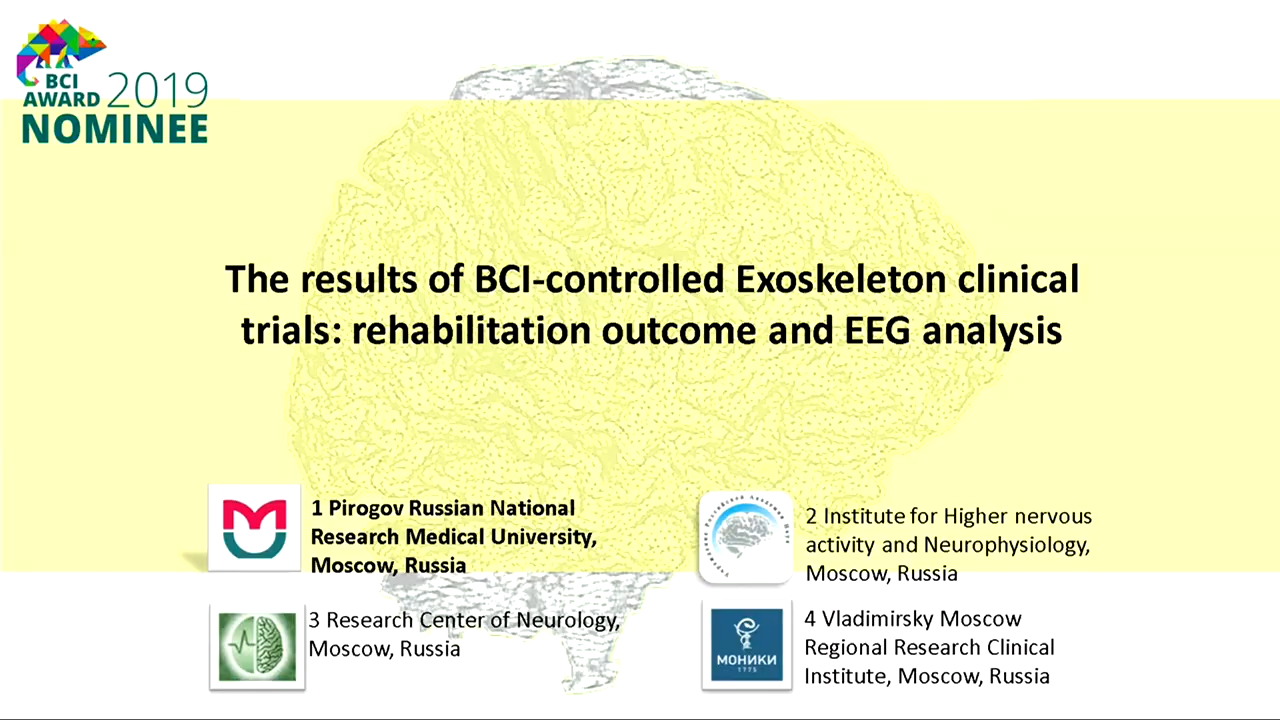 BCI
AWARD 2019
NOMINEE
The results of BCI-controlled Exoskeleton clinical
trials: rehabilitation outcome and EEG analysis
1 Pirogov Russian National
Research Medical University,
Moscow, Russia
2 Institute for Higher nervous
activity and Neurophysiology,
Moscow, Russia
3 Research Center of Neurology,
Moscow, Russia
МОНИКИ
1775
4 Vladimirsky Moscow
Regional Research Clinical
Institute, Moscow, Russia